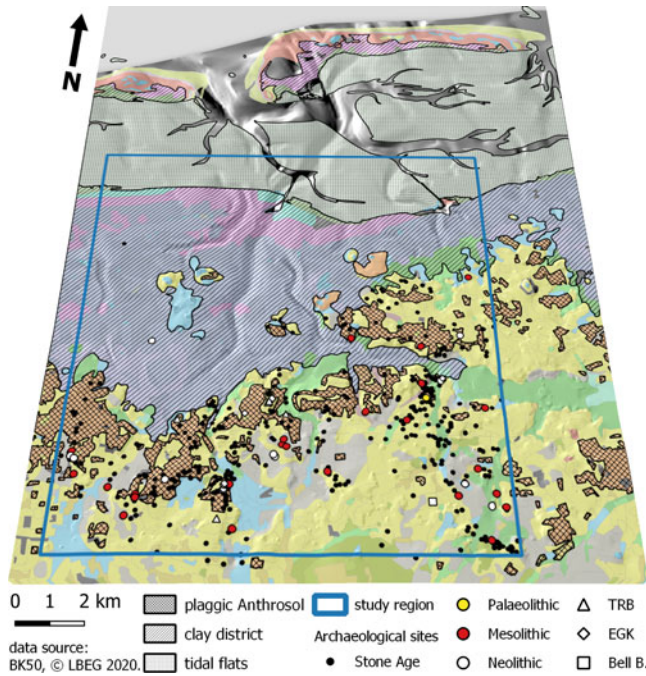 N
0 1 2 km
data source:
BK50, © LBEG 2020.
plaggic Anthrosol
clay district
tidal flats
study region
Archaeological sites
Stone Age
Palaeolithic
Mesolithic
Neolithic
TRB
EGK
Bell B.